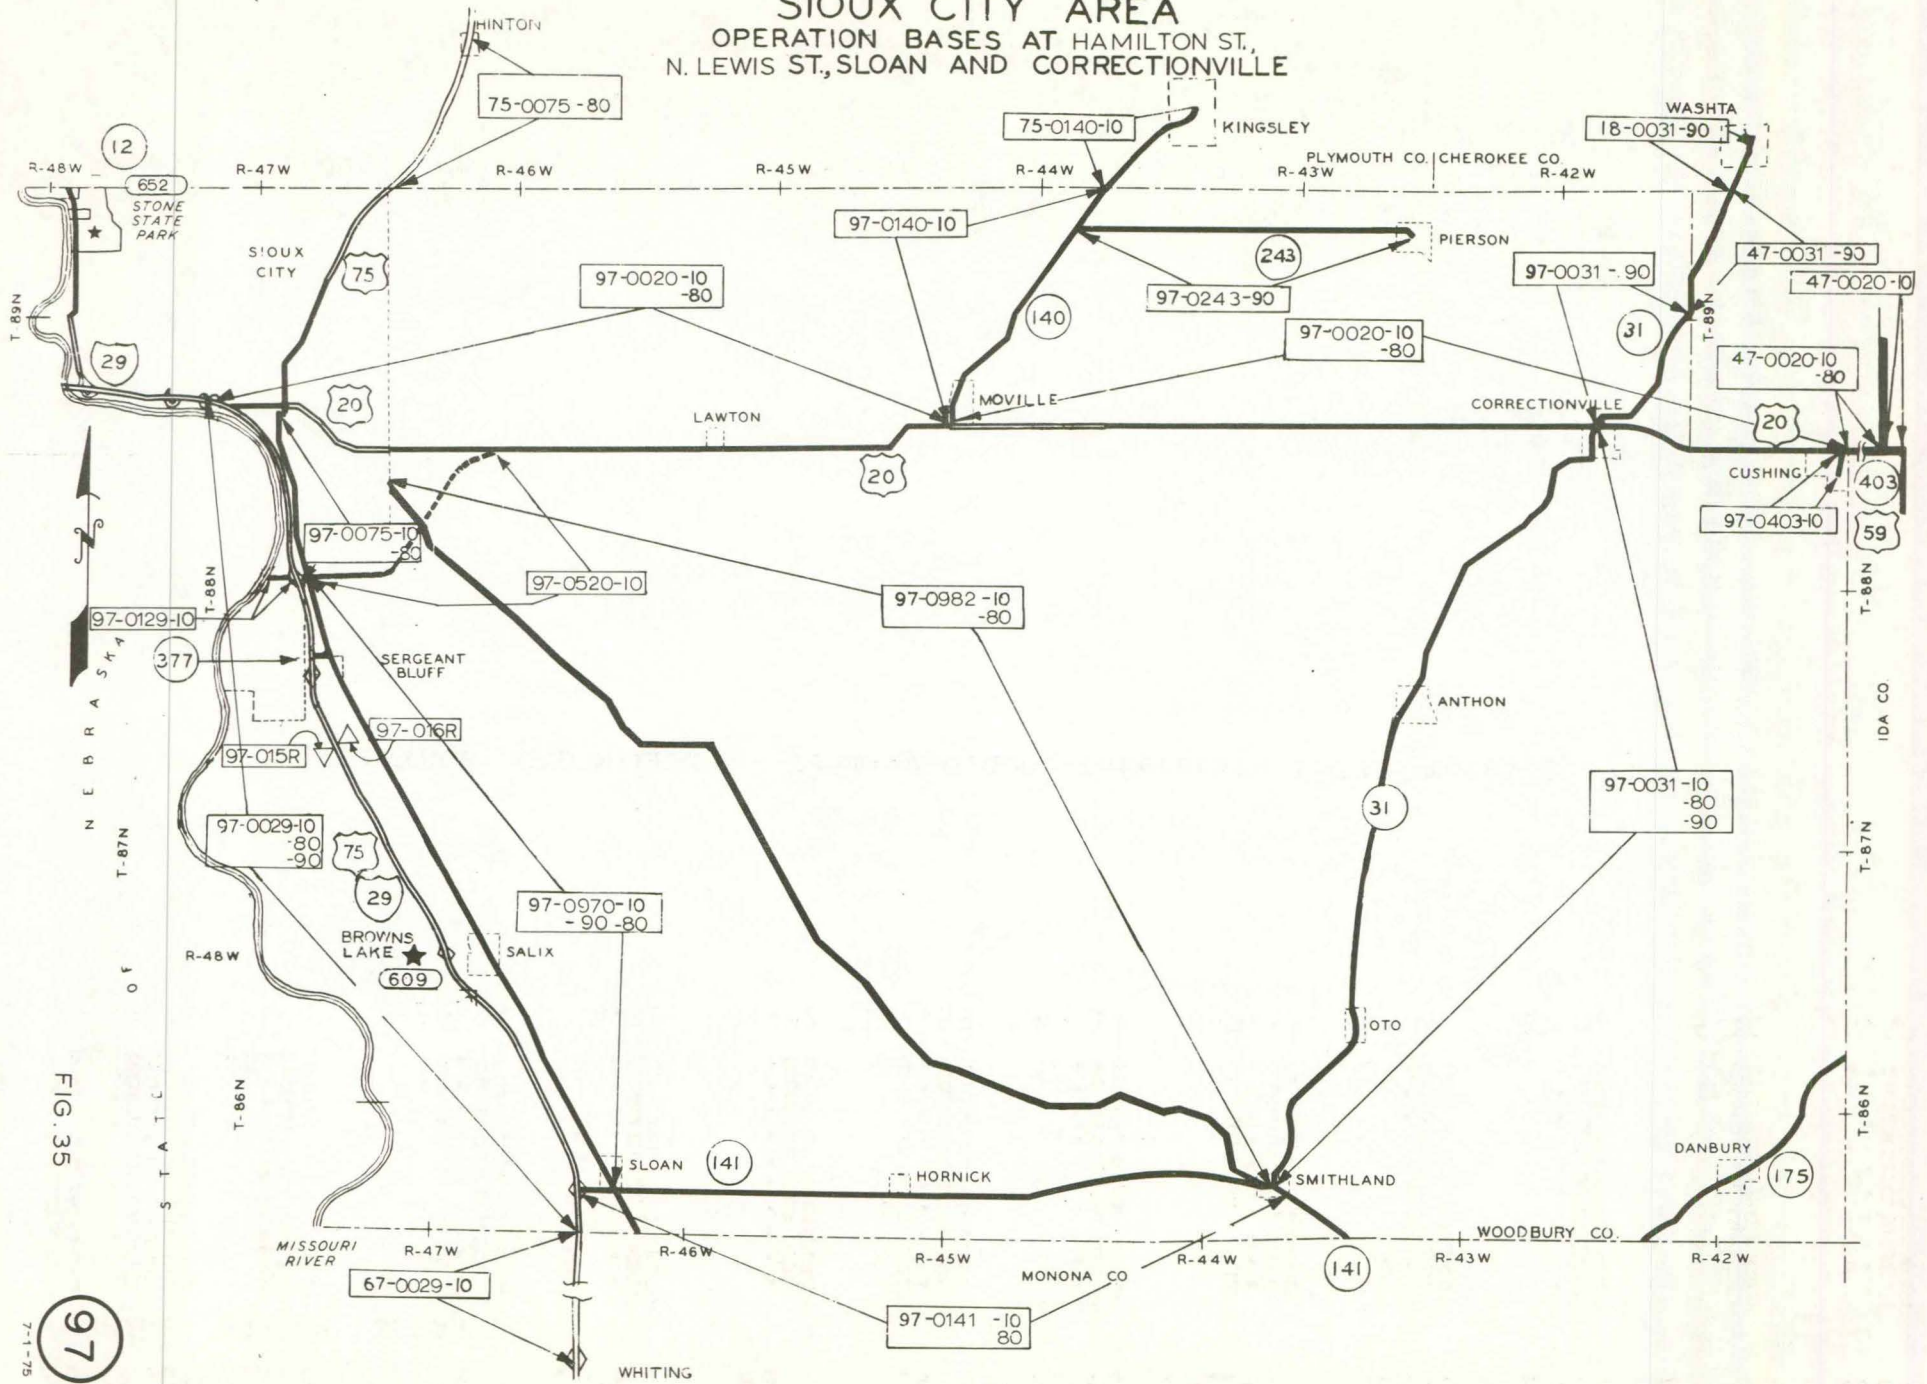 SIOUX CITY AREA
OPERATION BASES AT HAMILTON ST.,
N. LEWIS ST., SLOAN AND CORRECTIONVILLE
HINTON
75-0075-80
75-0140-10
KINGSLEY
WASHTA
18-0031-90
12
R-48W
652
R-47W
R-46W
R-45W
R-44W
PLYMOUTH CO.
CHEROKEE CO.
R-43W
R-42W
STONE
STATE
PARK
SIOUX
CITY
75
97-0020-10
-80
97-0140-10
243
PIERSON
97-0243-90
97-0031-.90
47-0031-90
47-0020-10
T-89N
29
140
97-0020-10
-80
31
T-89N
47-0020-10
-80
20
LAWTON
MOVILLE
CORRECTIONVILLE
20
20
CUSHING
403
97-0403-10
59
N
97-0075-10
-80
97-0520-10
97-0982-10
-80
97-0129-10
T-88N
T-88N
377
SERGEANT
BLUFF
ANTHON
IDA CO.
97-015R
97-016R
97-0031-10
-80
-90
31
97-0029-10
-80
-90
75
29
T-87N
T-87N
97-0970-10
-90-80
BROWNS
LAKE
609
SALIX
R-48W
OTO
STATE OF NEBRASKA
T-86N
T-86N
SLOAN
141
HORNICK
SMITHLAND
DANBURY
175
MISSOURI
RIVER
R-47W
R-46W
R-45W
R-44W
R-43W
WOODBURY CO.
R-42W
MONONA CO
141
67-0029-10
97-0141-10
80
WHITING
FIG. 35
97
7-1-75